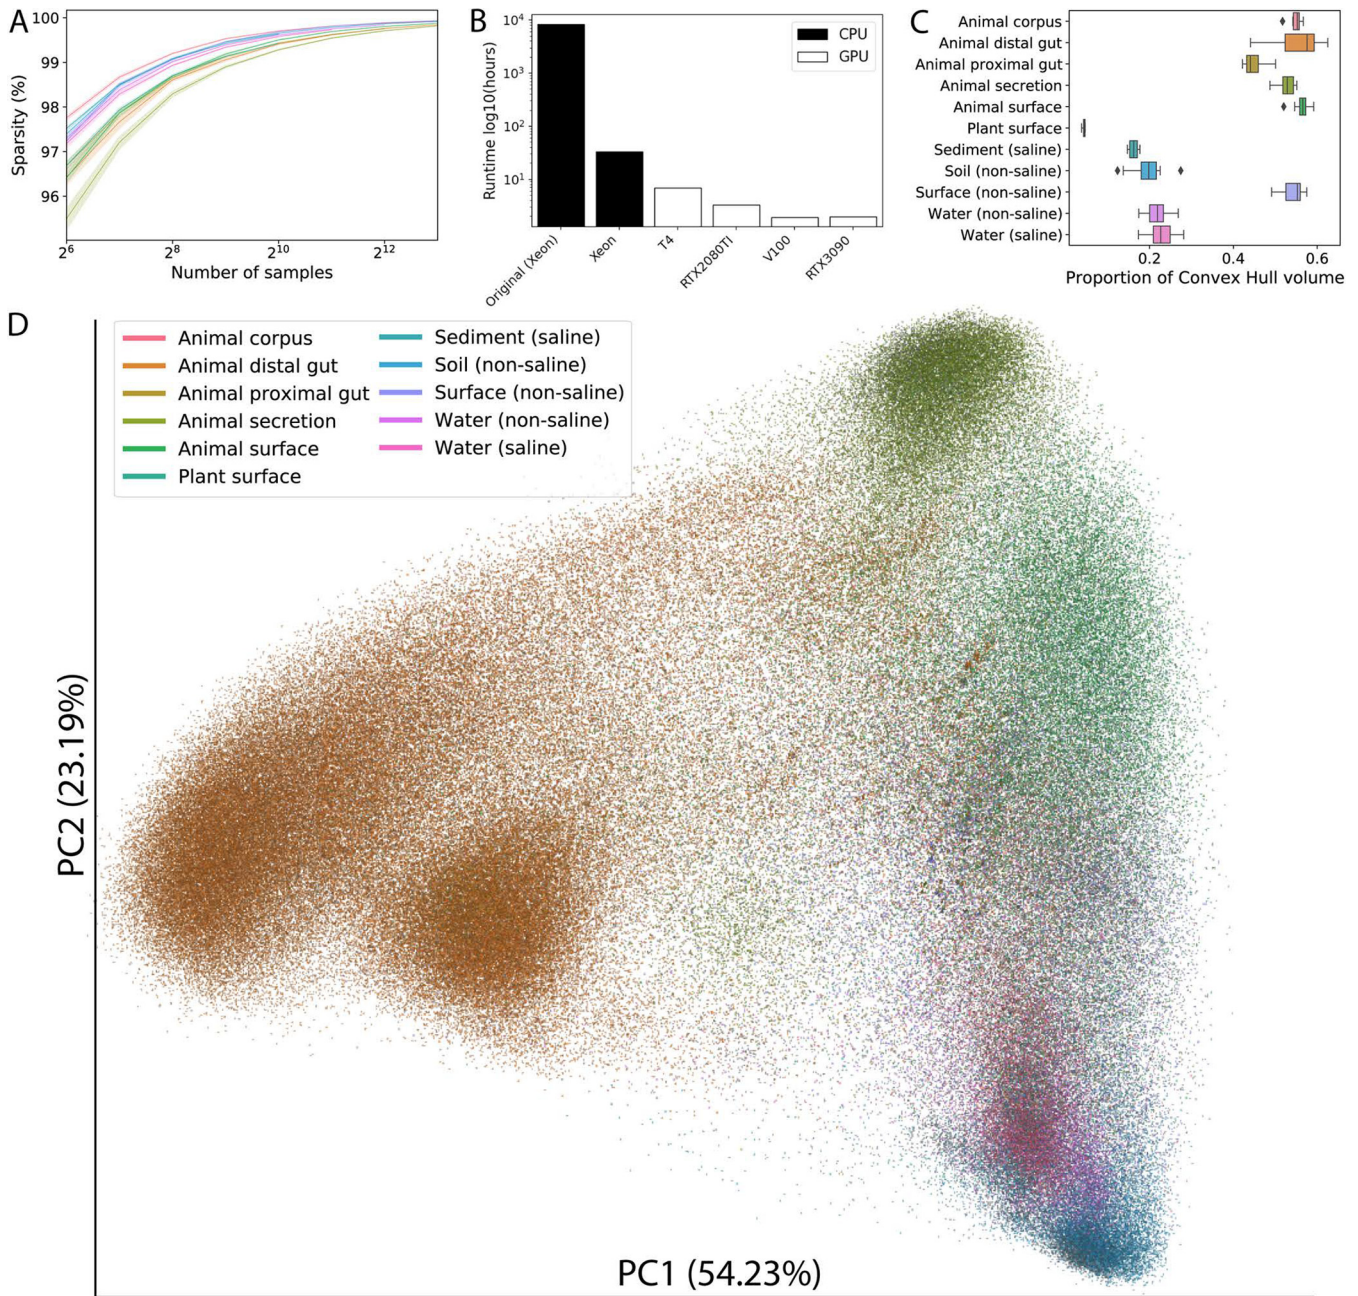 A
100
99
98
97
96
Sparsity (%)
2^6
2^8
2^10
2^12
Number of samples
B
10^4
10^3
10^2
10^1
Runtime log10(hours)
CPU
GPU
Original (Xeon)
Xeon
T4
RTX2080TI
V100
RTX3090
C
Animal corpus
Animal distal gut
Animal proximal gut
Animal secretion
Animal surface
Plant surface
Sediment (saline)
Soil (non-saline)
Surface (non-saline)
Water (non-saline)
Water (saline)
0.2
0.4
0.6
Proportion of Convex Hull volume
D
Animal corpus
Animal distal gut
Animal proximal gut
Animal secretion
Animal surface
Plant surface
Sediment (saline)
Soil (non-saline)
Surface (non-saline)
Water (non-saline)
Water (saline)
PC2 (23.19%)
PC1 (54.23%)